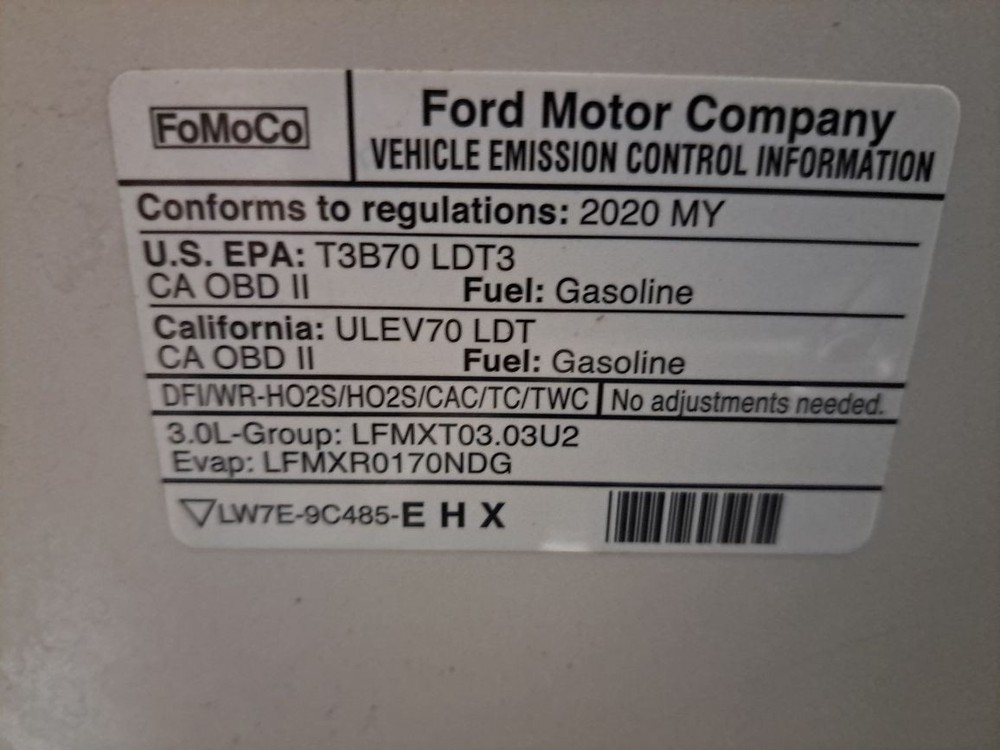 FoMoCo
Ford Motor Company
VEHICLE EMISSION CONTROL INFORMATION
Conforms to regulations: 2020 MY
U.S. EPA: T3B70 LDT3
CA OBD II Fuel: Gasoline
California: ULEV70 LDT
CA OBD II Fuel: Gasoline
DFI/WR-HO2S/HO2S/CAC/TC/TWC No adjustments needed.
3.0L-Group: LFMXT03.03U2
Evap: LFMXR0170NDG
LW7E-9C485-E H X